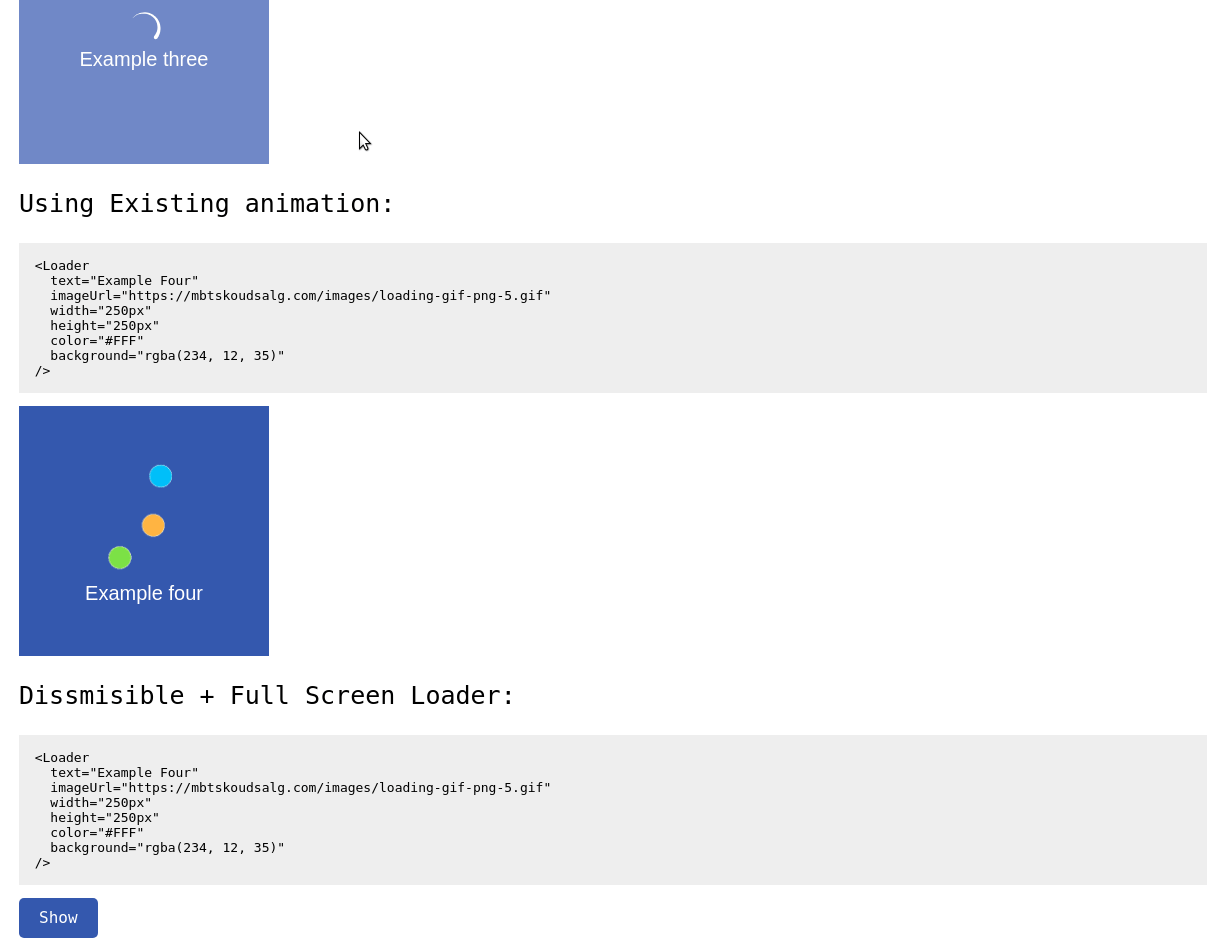 Example three
Using Existing animation:
<Loader
  text="Example Four"
  imageUrl="https://mbtskoudsalg.com/images/loading-gif-png-5.gif"
  width="250px"
  height="250px"
  color="#FFF"
  background="rgba(234, 12, 35)"
/>
Example four
Dissmisible + Full Screen Loader:
<Loader
  text="Example Four"
  imageUrl="https://mbtskoudsalg.com/images/loading-gif-png-5.gif"
  width="250px"
  height="250px"
  color="#FFF"
  background="rgba(234, 12, 35)"
/>
Show